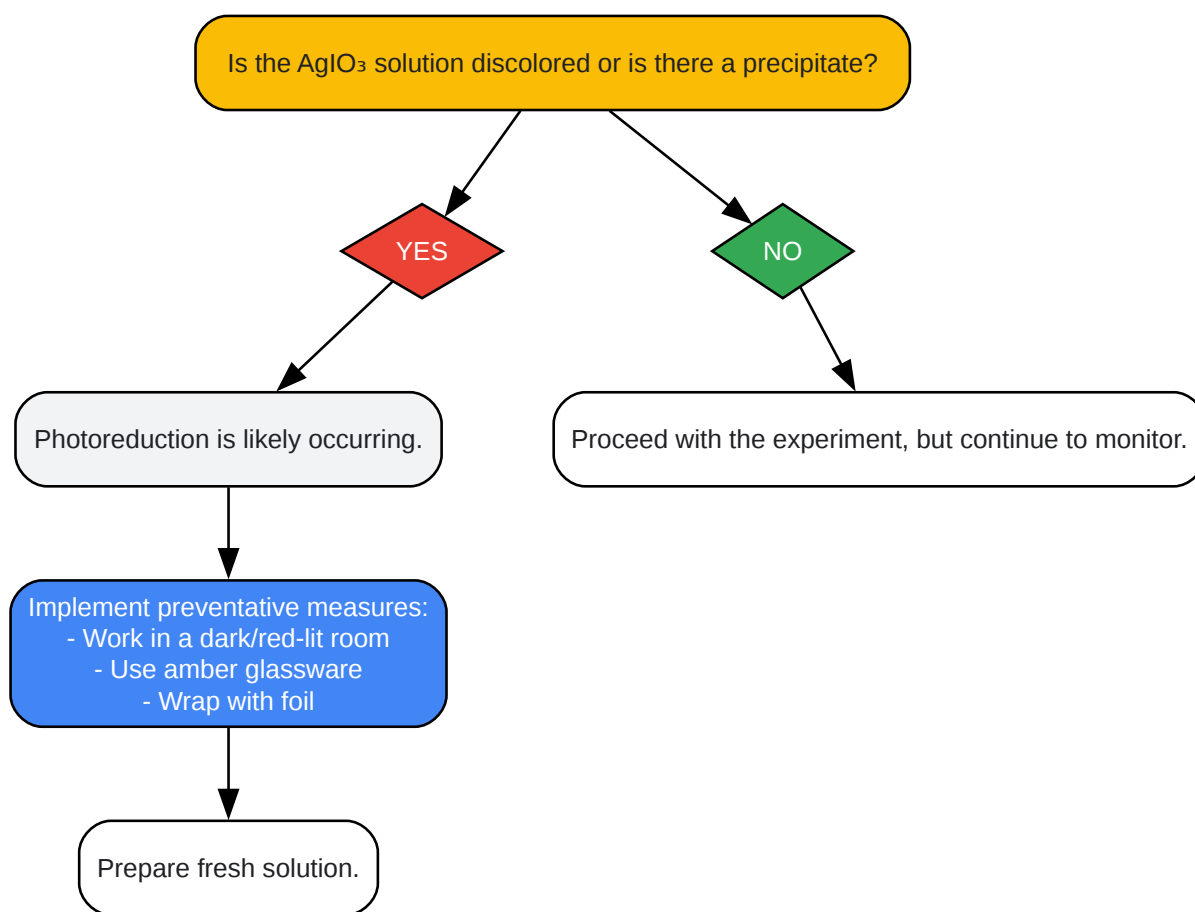 Is the AgIO₃ solution discolored or is there a precipitate?
YES
NO
Photoreduction is likely occurring.
Proceed with the experiment, but continue to monitor.
Implement preventative measures:
- Work in a dark/red-lit room
- Use amber glassware
- Wrap with foil
Prepare fresh solution.